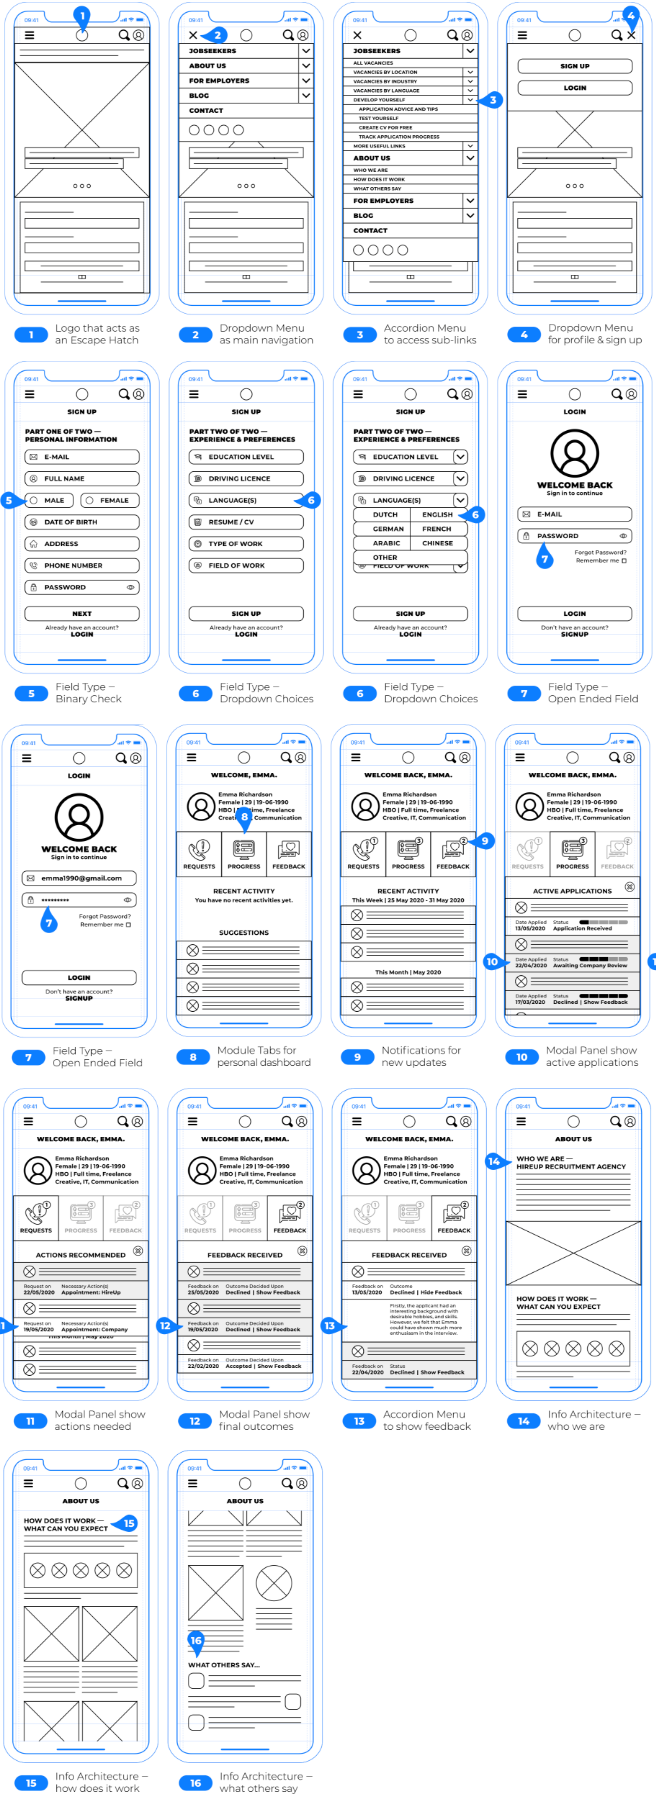 09:41
1
1 Logo that acts as
an Escape Hatch
09:41
2
JOBSEEKERS
ABOUT US
FOR EMPLOYERS
BLOG
CONTACT
2 Dropdown Menu
as main navigation
09:41
JOBSEEKERS
ALL VACANCIES
VACANCIES BY LOCATION
VACANCIES BY INDUSTRY
VACANCIES BY LANGUAGE
DEVELOP YOURSELF
3
APPLICATION ADVICE AND TIPS
TEST YOURSELF
CREATE CV FOR FREE
TRACK APPLICATION PROGRESS
MORE USEFUL LINKS
ABOUT US
WHO WE ARE
HOW DOES IT WORK
WHAT OTHERS SAY
FOR EMPLOYERS
BLOG
CONTACT
3 Accordion Menu
to access sub-links
09:41
4
SIGN UP
LOGIN
4 Dropdown Menu
for profile & sign up
09:41
SIGN UP
PART ONE OF TWO —
PERSONAL INFORMATION
E-MAIL
FULL NAME
5
MALE FEMALE
DATE OF BIRTH
ADDRESS
PHONE NUMBER
PASSWORD
NEXT
Already have an account?
LOGIN
5 Field Type —
Binary Check
09:41
SIGN UP
PART TWO OF TWO —
EXPERIENCE & PREFERENCES
EDUCATION LEVEL
DRIVING LICENCE
LANGUAGE(S)
6
RESUME / CV
TYPE OF WORK
FIELD OF WORK
SIGN UP
Already have an account?
LOGIN
6 Field Type —
Dropdown Choices
09:41
SIGN UP
PART TWO OF TWO —
EXPERIENCE & PREFERENCES
EDUCATION LEVEL
DRIVING LICENCE
LANGUAGE(S)
DUTCH ENGLISH
6
GERMAN FRENCH
ARABIC CHINESE
OTHER
FIELD OF WORK
SIGN UP
Already have an account?
LOGIN
6 Field Type —
Dropdown Choices
09:41
LOGIN
WELCOME BACK
Sign in to continue
E-MAIL
PASSWORD
7
Forgot Password?
Remember me
LOGIN
Don't have an account?
SIGNUP
7 Field Type —
Open Ended Field
09:41
LOGIN
WELCOME BACK
Sign in to continue
emma1990@gmail.com
•••••••••
7
Forgot Password?
Remember me
LOGIN
Don't have an account?
SIGNUP
7 Field Type —
Open Ended Field
09:41
WELCOME, EMMA.
Emma Richardson
Female | 29 | 19-06-1990
HBO | Full time, Freelance
Creative, IT, Communication
8
REQUESTS PROGRESS FEEDBACK
RECENT ACTIVITY
You have no recent activities yet.
SUGGESTIONS
8 Module Tabs for
personal dashboard
09:41
WELCOME BACK, EMMA.
Emma Richardson
Female | 29 | 19-06-1990
HBO | Full time, Freelance
Creative, IT, Communication
1 3 2
9
REQUESTS PROGRESS FEEDBACK
RECENT ACTIVITY
This Week | 25 May 2020 - 31 May 2020
This Month | May 2020
9 Notifications for
new updates
09:41
WELCOME BACK, EMMA.
Emma Richardson
Female | 29 | 19-06-1990
HBO | Full time, Freelance
Creative, IT, Communication
1 3 2
REQUESTS PROGRESS FEEDBACK
ACTIVE APPLICATIONS
Date Applied Status
13/05/2020 Application Received
10
Date Applied Status
22/04/2020 Awaiting Company Review
Date Applied Status
17/03/2020 Declined | Show Feedback
10 Modal Panel show
active applications
09:41
WELCOME BACK, EMMA.
Emma Richardson
Female | 29 | 19-06-1990
HBO | Full time, Freelance
Creative, IT, Communication
1 3 2
REQUESTS PROGRESS FEEDBACK
ACTIONS RECOMMENDED
Request on Necessary Action(s)
22/05/2020 Appointment: HireUp
Request on Necessary Action(s)
19/05/2020 Appointment: Company
This Month | May 2020
11 Modal Panel show
actions needed
09:41
WELCOME BACK, EMMA.
Emma Richardson
Female | 29 | 19-06-1990
HBO | Full time, Freelance
Creative, IT, Communication
1 3 2
REQUESTS PROGRESS FEEDBACK
FEEDBACK RECEIVED
Feedback on Outcome Decided Upon
25/05/2020 Declined | Show Feedback
12
Feedback on Outcome Decided Upon
19/05/2020 Declined | Show Feedback
Feedback on Outcome Decided Upon
22/02/2020 Accepted | Show Feedback
12 Modal Panel show
final outcomes
09:41
WELCOME BACK, EMMA.
Emma Richardson
Female | 29 | 19-06-1990
HBO | Full time, Freelance
Creative, IT, Communication
1 3 2
REQUESTS PROGRESS FEEDBACK
FEEDBACK RECEIVED
Feedback on Outcome
13/05/2020 Declined | Hide Feedback
Firstly, the applicant had an
interesting background with
desirable hobbies, and skills.
However, we felt that Emma
could have shown much more
enthusiasm in the interview.
13
Feedback on Status
22/04/2020 Declined | Show Feedback
13 Accordion Menu
to show feedback
09:41
ABOUT US
14
WHO WE ARE —
HIREUP RECRUITMENT AGENCY
HOW DOES IT WORK —
WHAT CAN YOU EXPECT
14 Info Architecture —
who we are
09:41
ABOUT US
HOW DOES IT WORK —
WHAT CAN YOU EXPECT
15
15 Info Architecture —
how does it work
09:41
ABOUT US
16
WHAT OTHERS SAY...
16 Info Architecture —
what others say